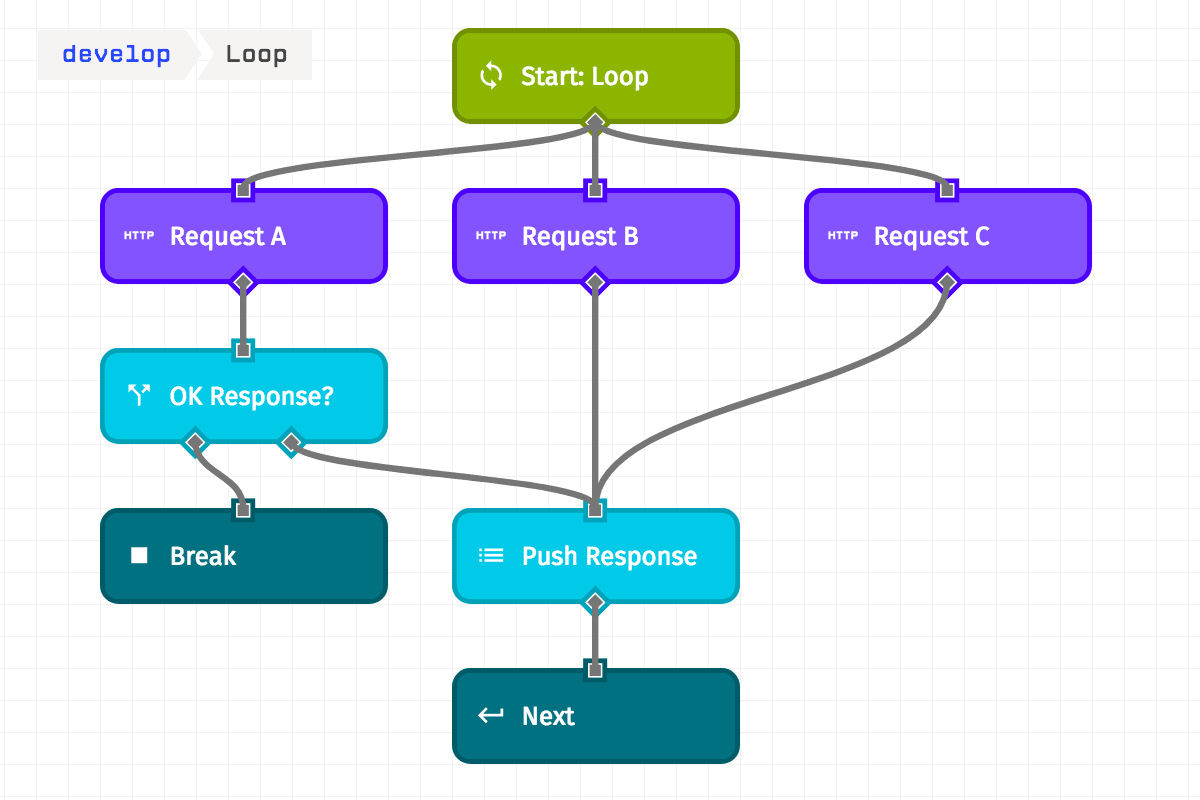 develop Loop
Start: Loop
HTTP Request A
HTTP Request B
HTTP Request C
OK Response?
Break
Push Response
Next